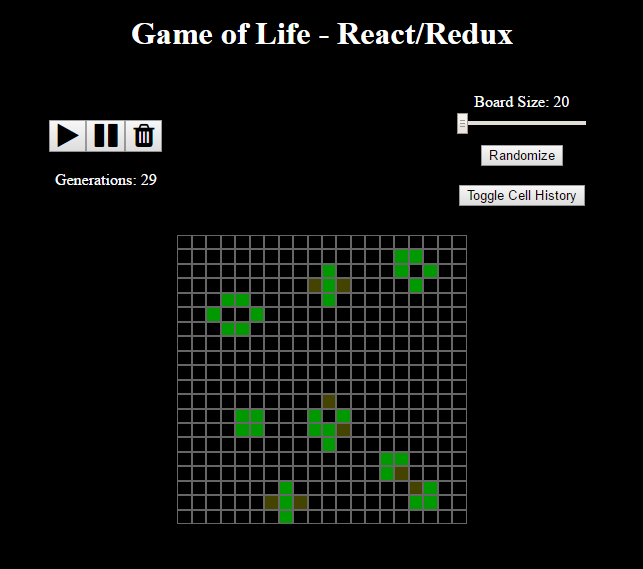 Game of Life - React/Redux
Board Size: 20
Randomize
Generations: 29
Toggle Cell History